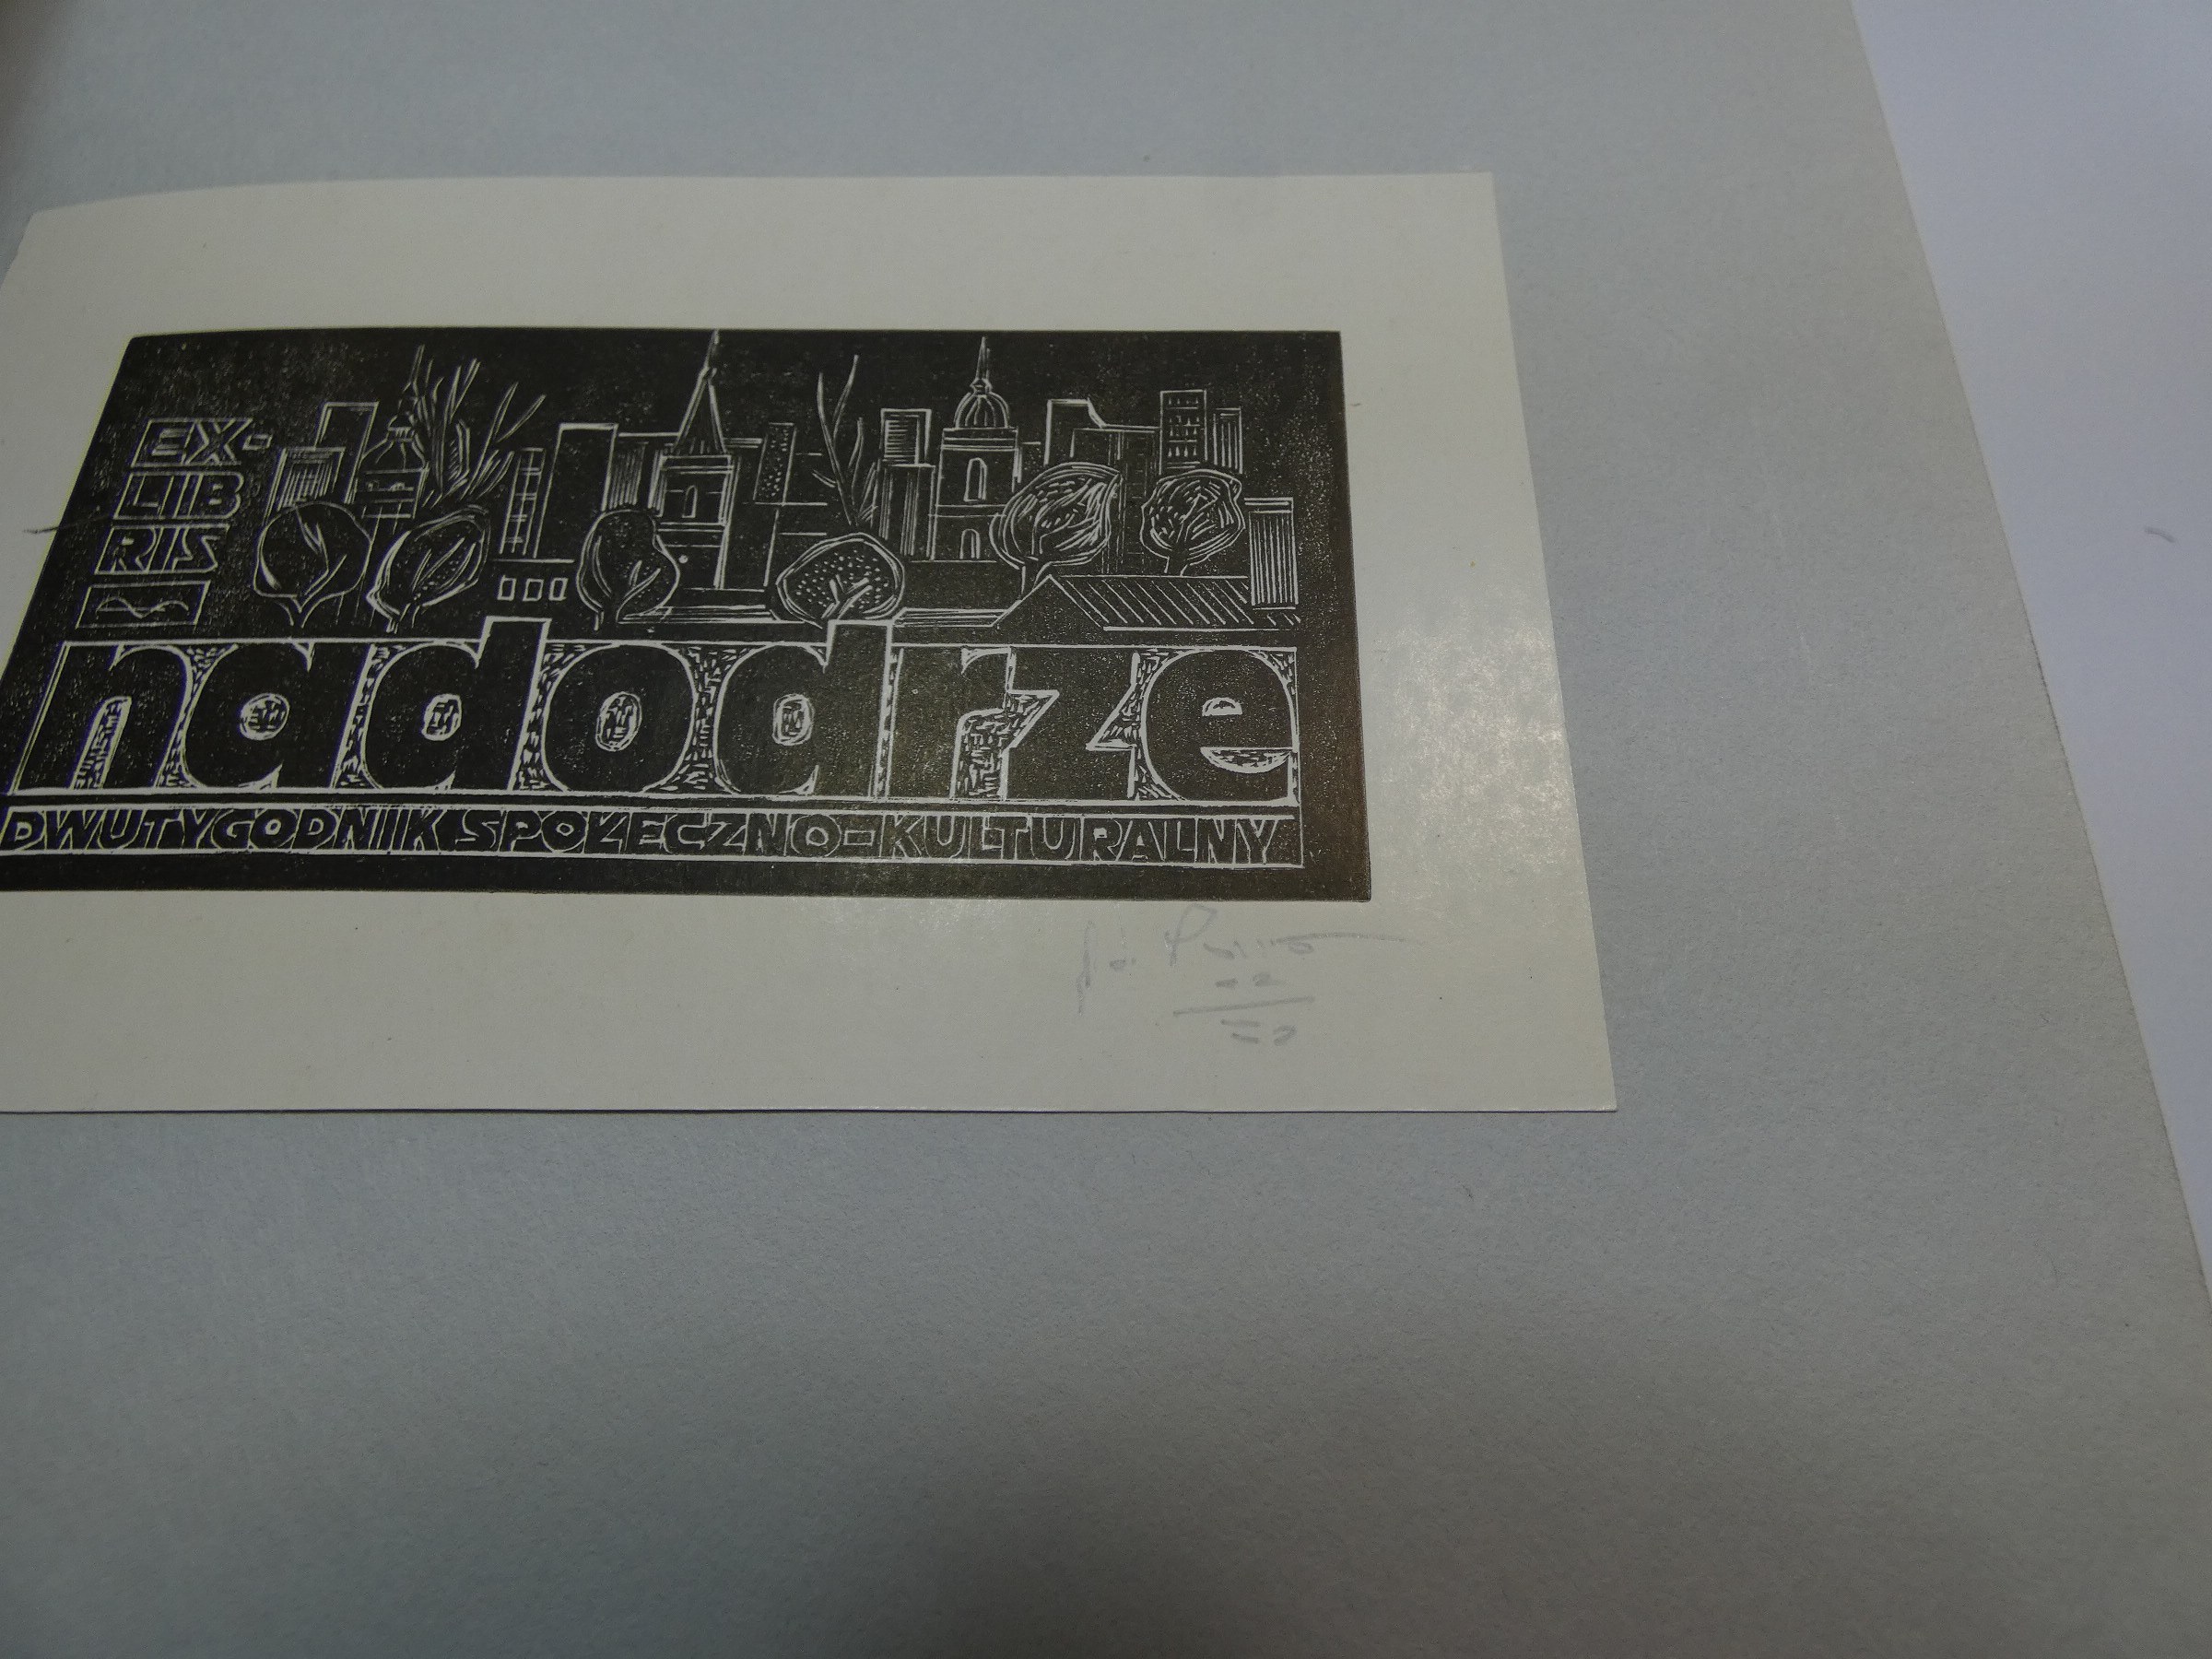 EX-
LIB
RIS
nadodrze
DWUTYGODNIK SPOŁECZNO-KULTURALNY